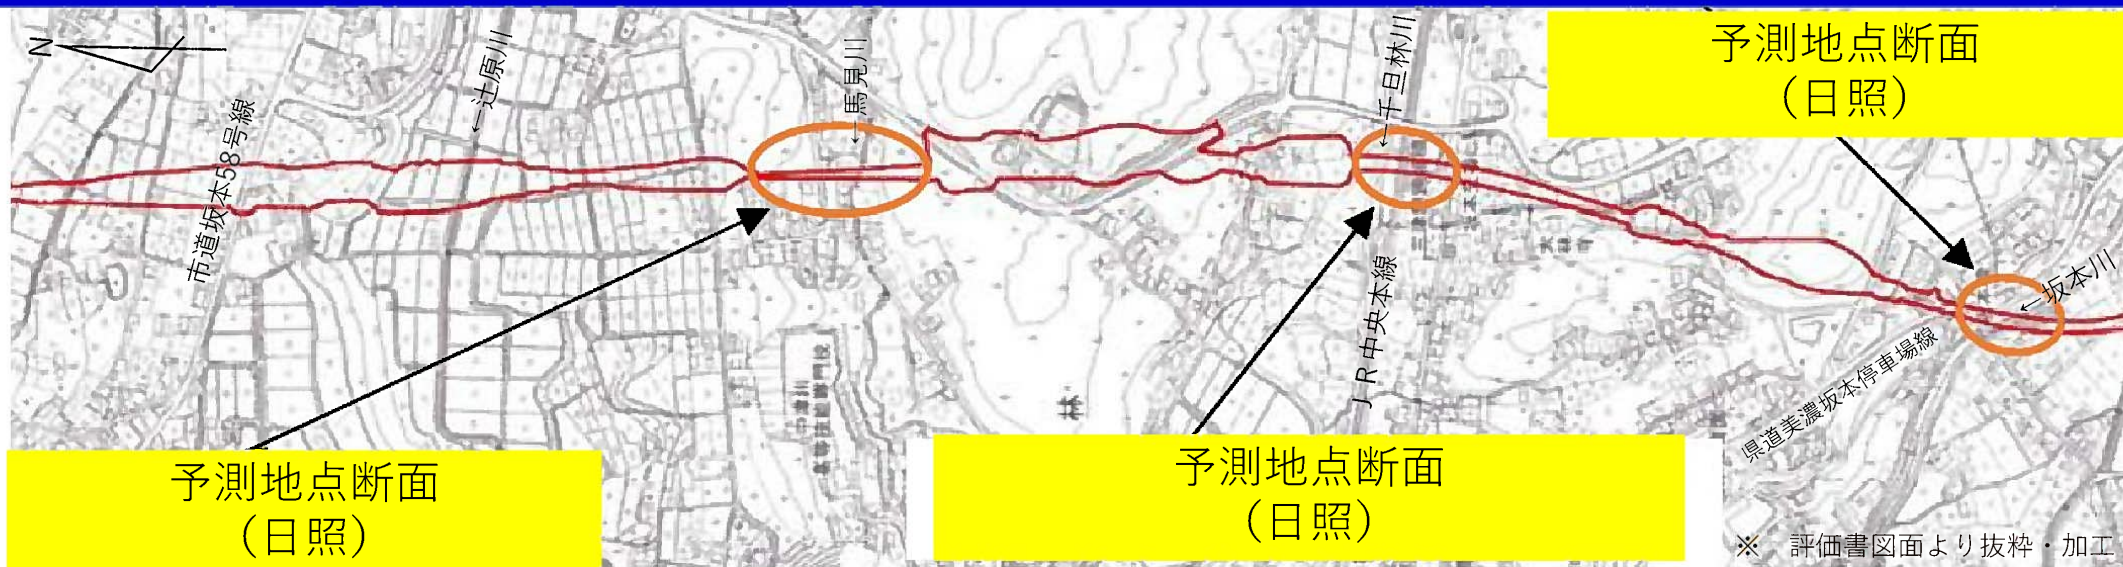 N
市道坂本58号線
←辻原川
←馬見川
←千旦林川
予測地点断面
（日照）
←坂本川
JR中央本線
県道美濃坂本停車場線
林
予測地点断面
（日照）
予測地点断面
（日照）
※　評価書図面より抜粋・加工